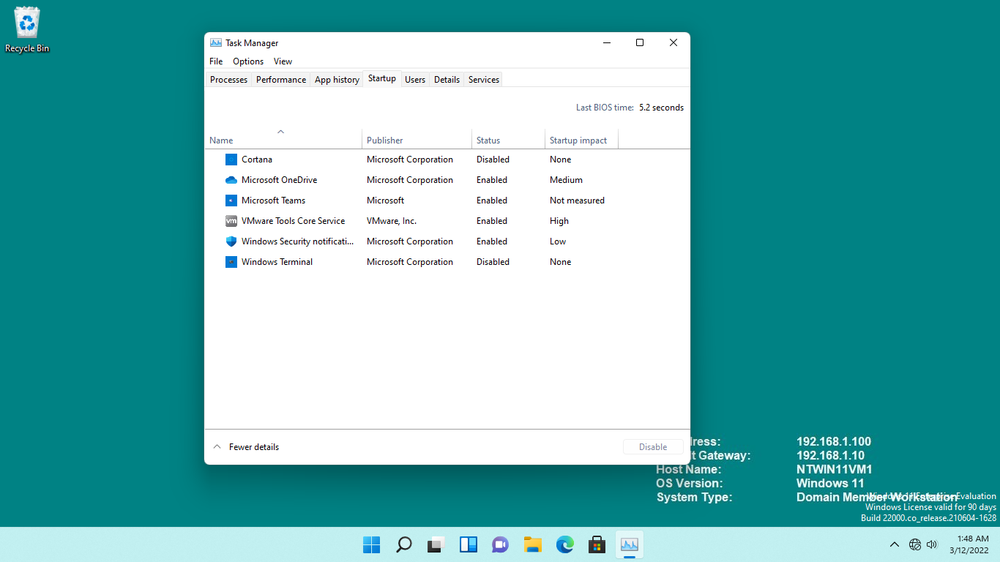 Recycle Bin
Task Manager
File Options View
Processes Performance App history Startup Users Details Services
Last BIOS time: 5.2 seconds
Name Publisher Status Startup impact
Cortana Microsoft Corporation Disabled None
Microsoft OneDrive Microsoft Corporation Enabled Medium
Microsoft Teams Microsoft Enabled Not measured
vm VMware Tools Core Service VMware, Inc. Enabled High
Windows Security notificati... Microsoft Corporation Enabled Low
Windows Terminal Microsoft Corporation Disabled None
Fewer details Disable
ress: 192.168.1.100
t Gateway: 192.168.1.10
Host Name: NTWIN11VM1
OS Version: Windows 11
System Type: Domain Member Workstation
Windows 11 Enterprise Evaluation
Windows License valid for 90 days
Build 22000.co_release.210604-1628
1:48 AM
3/12/2022